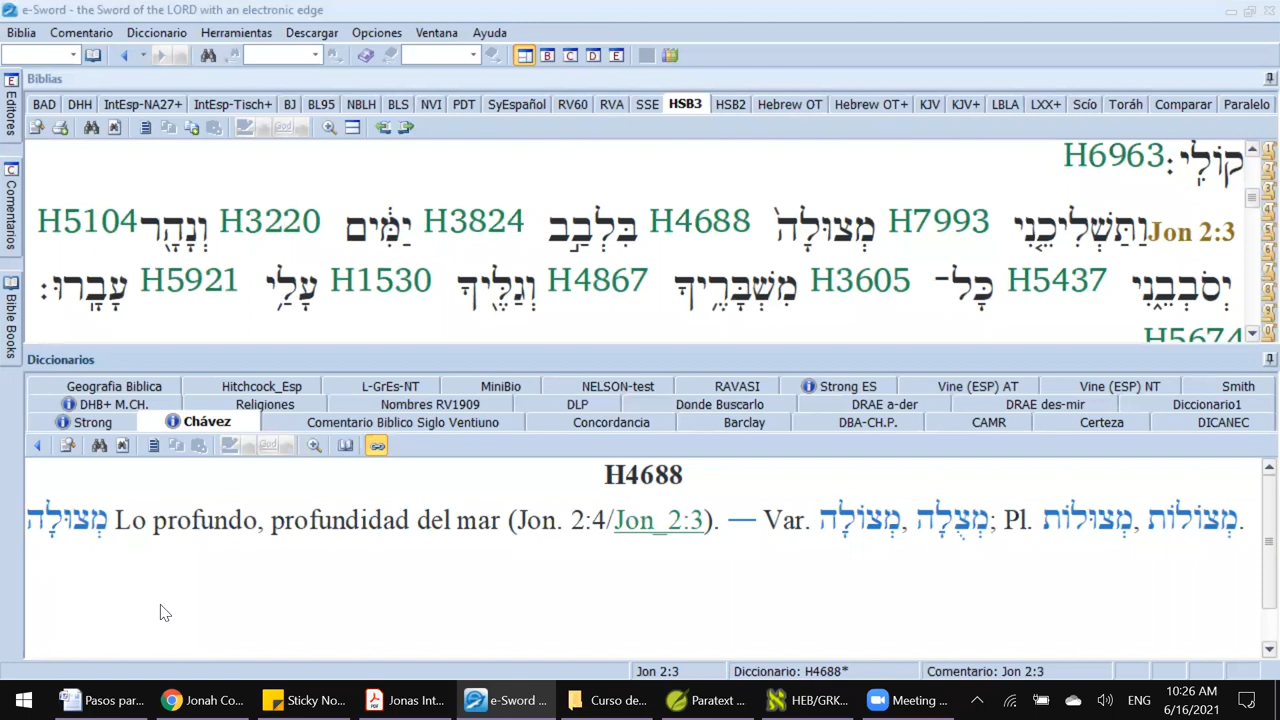 e-Sword - the Sword of the LORD with an electronic edge
Biblia Comentario Diccionario Herramientas Descargar Opciones Ventana Ayuda
B C D E
Biblias
BAD DHH IntEsp-NA27+ IntEsp-Tisch+ BJ BL95 NBLH BLS NVI PDT SyEspañol RV60 RVA SSE HSB3 HSB2 Hebrew OT Hebrew OT+ KJV KJV+ LBLA LXX+ Scío Toráh Comparar Paralelo
E Editores
C Comentarios
Bible Books
קוֹלִֽי׃ H6963
Jon 2:3 וַתַּשְׁלִיכֵ֤נִי H7993 מְצוּלָה֙ H4688 בִּלְבַ֣ב H3824 יַמִּ֔ים H3220 וְנָהָ֖ר H5104
יְסֹבְבֵ֑נִי H5437 כָּל־ H3605 מִשְׁבָּרֶ֥יךָ H4867 וְגַלֶּ֖יךָ H1530 עָלַ֥י H5921 עָבָֽרוּ׃
H5674
Diccionarios
Geografia Biblica Hitchcock_Esp L-GrEs-NT MiniBio NELSON-test RAVASI Strong ES Vine (ESP) AT Vine (ESP) NT Smith
DHB+ M.CH. Religiones Nombres RV1909 DLP Donde Buscarlo DRAE a-der DRAE des-mir Diccionario1
Strong Chávez Comentario Biblico Siglo Ventiuno Concordancia Barclay DBA-CH.P. CAMR Certeza DICANEC
H4688
מְצוּלָה Lo profundo, profundidad del mar (Jon. 2:4/Jon_2:3). — Var. מְצוֹלָה, מְצֻלָה; Pl. מְצוּלוֹת, מְצוֹלוֹת.
Jon 2:3 Diccionario: H4688* Comentario: Jon 2:3
Pasos par... Jonah Co... Sticky No... Jonas Int... e-Sword ... Curso de... Paratext ... HEB/GRK... Meeting ... ENG 10:26 AM
6/16/2021